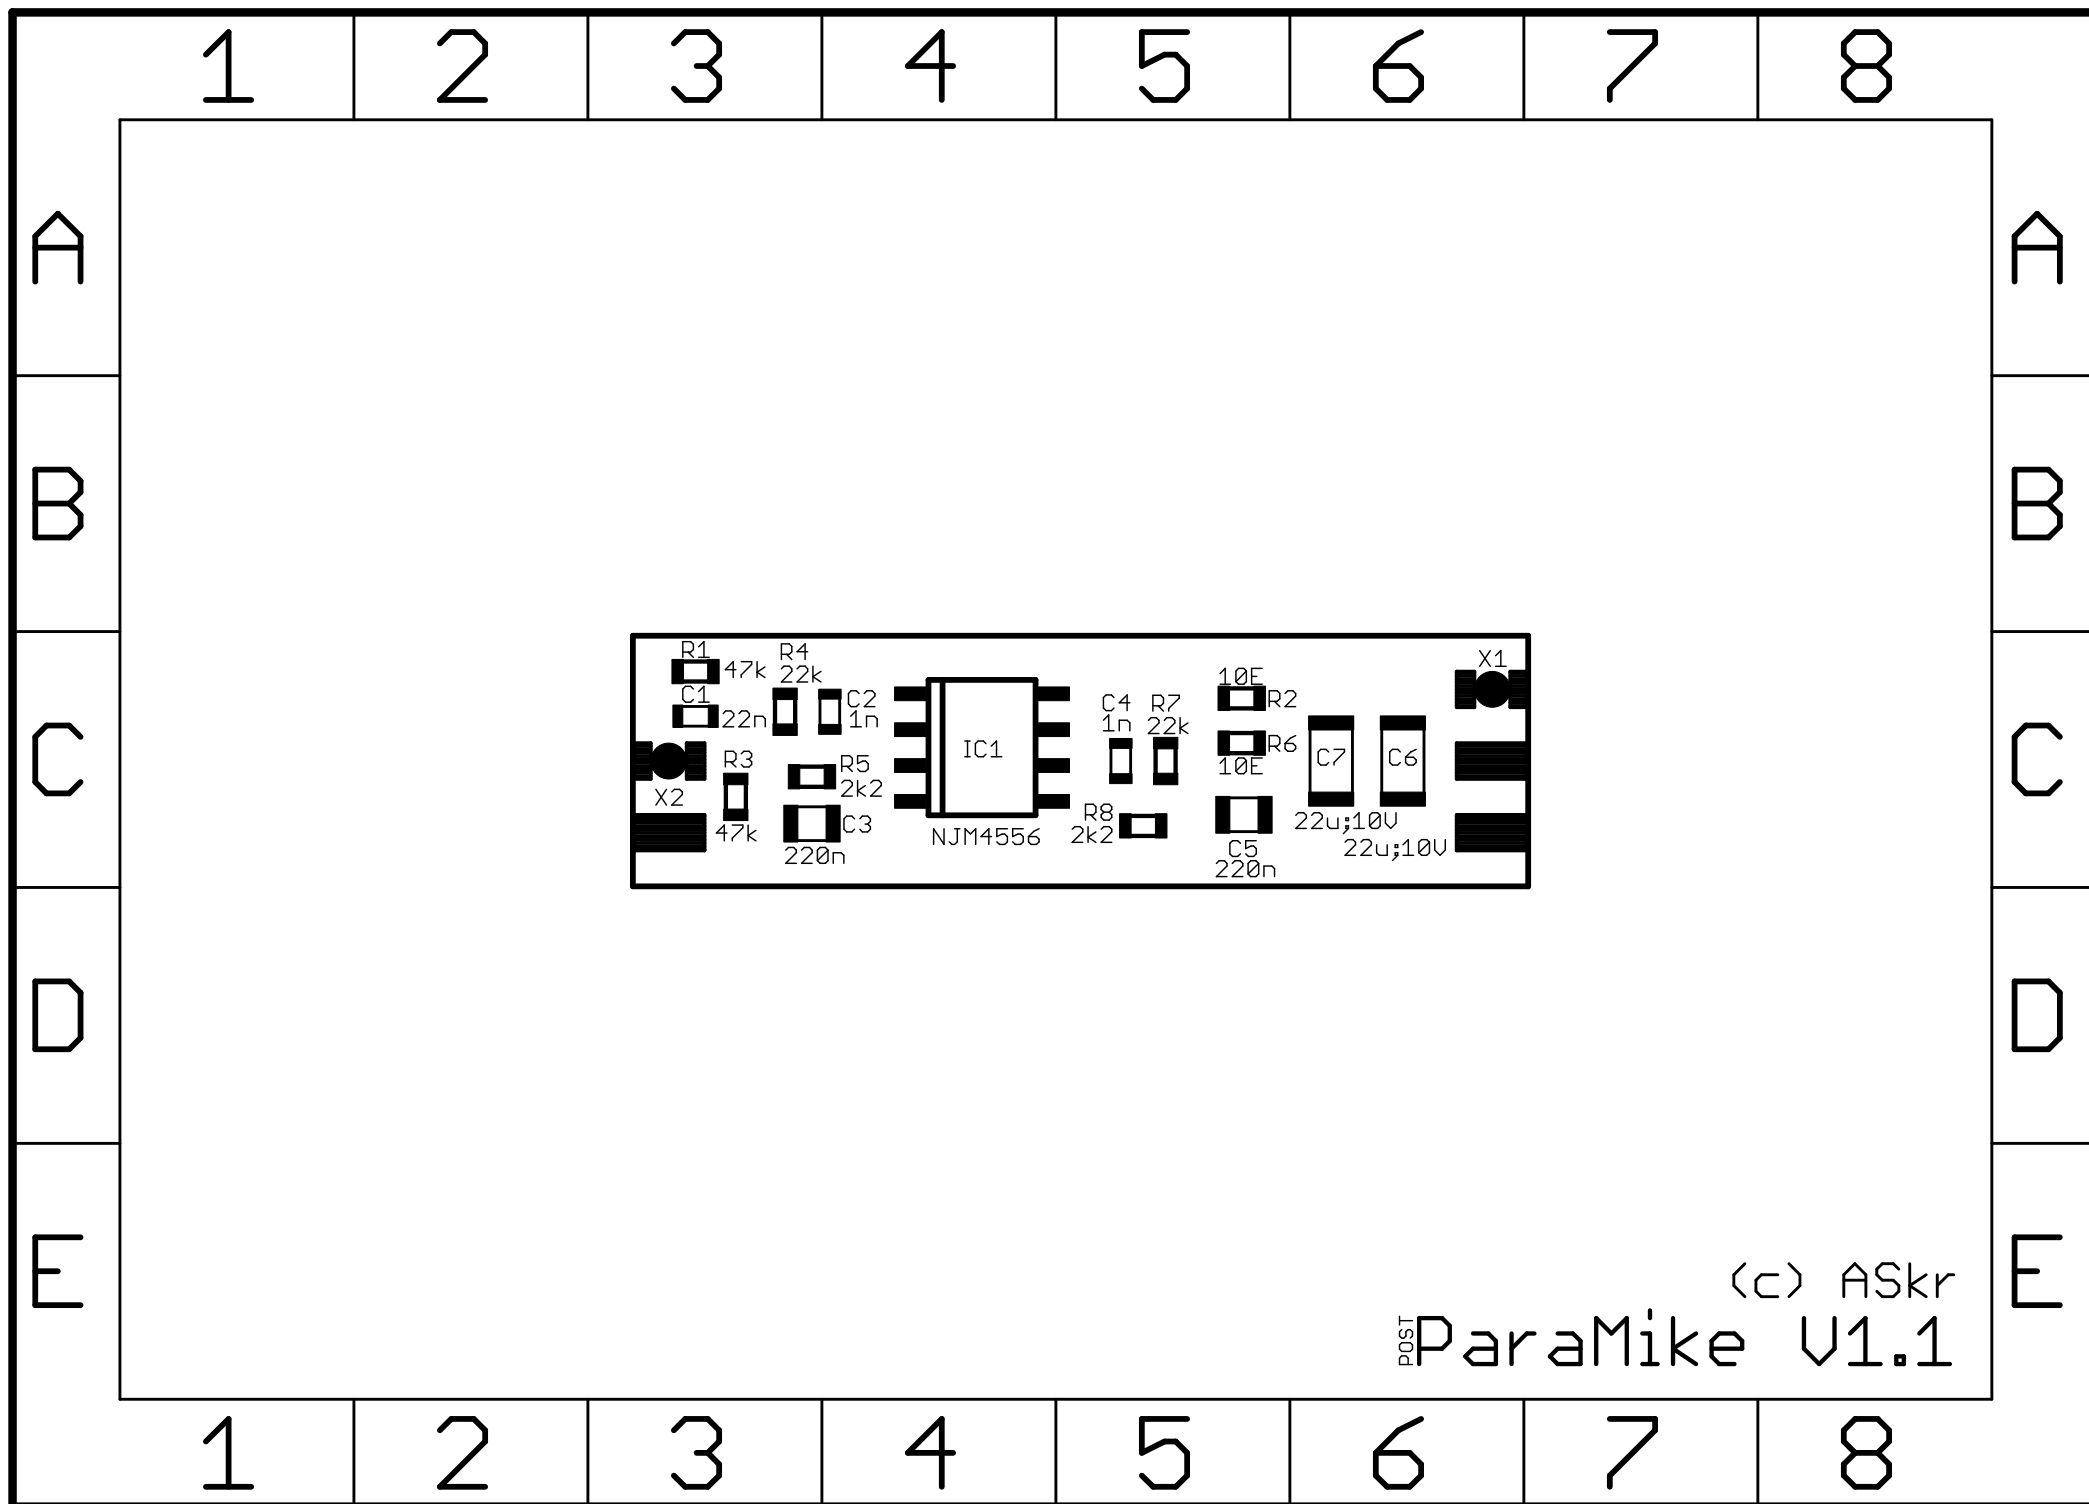 1 2 3 4 5 6 7 8
A A
B B
R1
47k
R4
22k
C1
22n
C2
1n
X1
10E
R2
C4
1n
R7
22k
C C
R3
R5
2k2
IC1
R6
10E
C7
C6
X2
47k
C3
220n
NJM4556
R8
2k2
22u;10V
22u;10V
C5
220n
D D
E E
(c) ASkr
POST
ParaMike V1.1
1 2 3 4 5 6 7 8